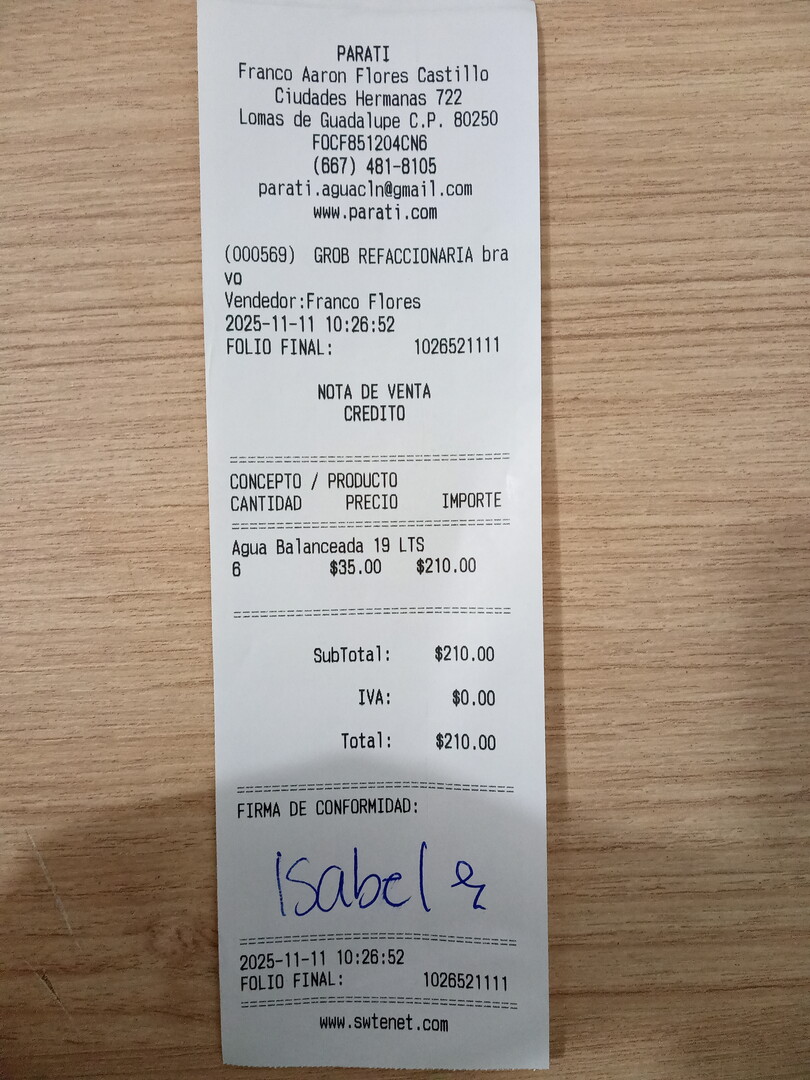 PARATI
Franco Aaron Flores Castillo
Ciudades Hermanas 722
Lomas de Guadalupe C.P. 80250
FOCF851204CN6
(667) 481-8105
parati.aguacln@gmail.com
www.parati.com
(000569) GROB REFACCIONARIA bra
vo
Vendedor:Franco Flores
2025-11-11 10:26:52
FOLIO FINAL: 1026521111
NOTA DE VENTA
CREDITO
==================================
CONCEPTO / PRODUCTO
CANTIDAD PRECIO IMPORTE
==================================
Agua Balanceada 19 LTS
6 $35.00 $210.00
==================================
SubTotal: $210.00
IVA: $0.00
Total: $210.00
==================================
FIRMA DE CONFORMIDAD:
Isabel
==================================
2025-11-11 10:26:52
FOLIO FINAL: 1026521111
==================================
www.swtenet.com